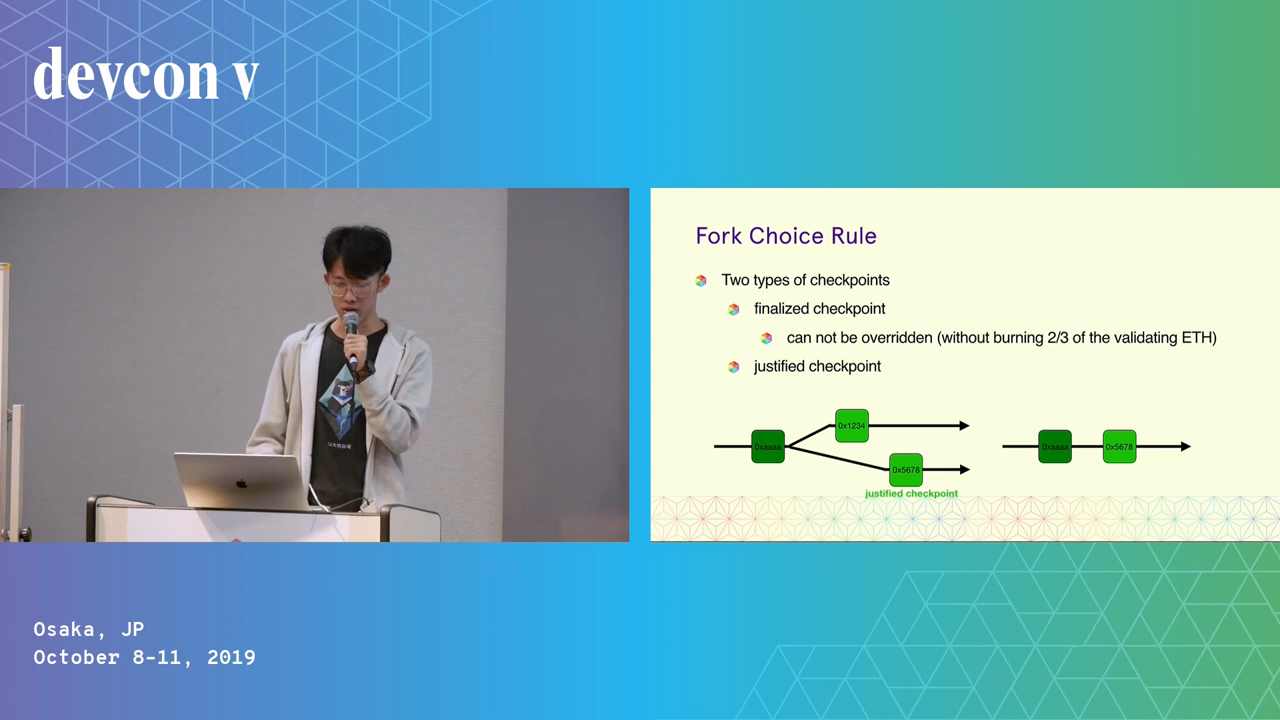 devcon v
Fork Choice Rule
Two types of checkpoints
finalized checkpoint
can not be overridden (without burning 2/3 of the validating ETH)
justified checkpoint
0xaaaa
0x1234
0x5678
justified checkpoint
0xaaaa
0x5678
Osaka, JP
October 8-11, 2019